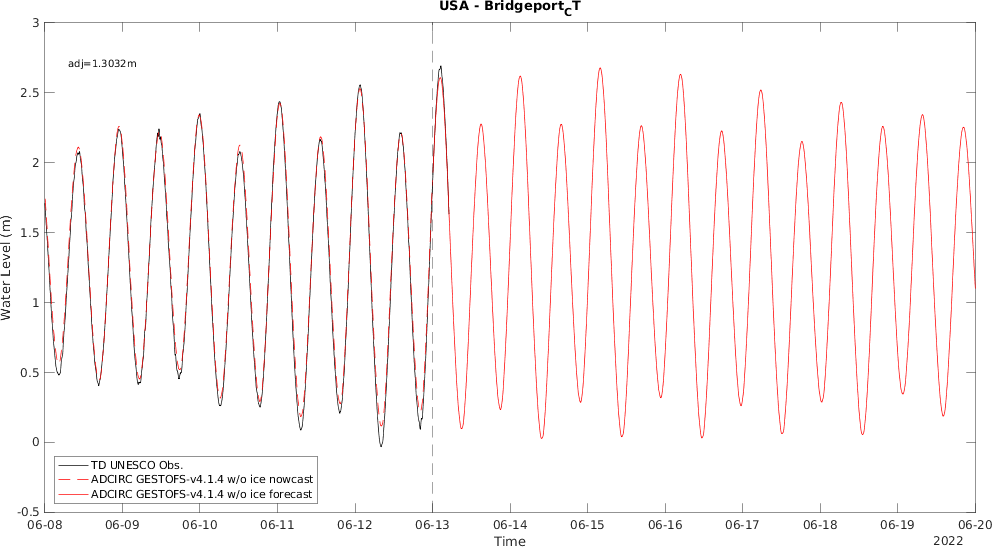 USA - Bridgeport_CT
adj=1.3032m
3
2.5
2
1.5
1
0.5
0
-0.5
Water Level (m)
TD UNESCO Obs.
ADCIRC GESTOFS-v4.1.4 w/o ice nowcast
ADCIRC GESTOFS-v4.1.4 w/o ice forecast
06-08 06-09 06-10 06-11 06-12 06-13 06-14 06-15 06-16 06-17 06-18 06-19 06-20
Time
2022